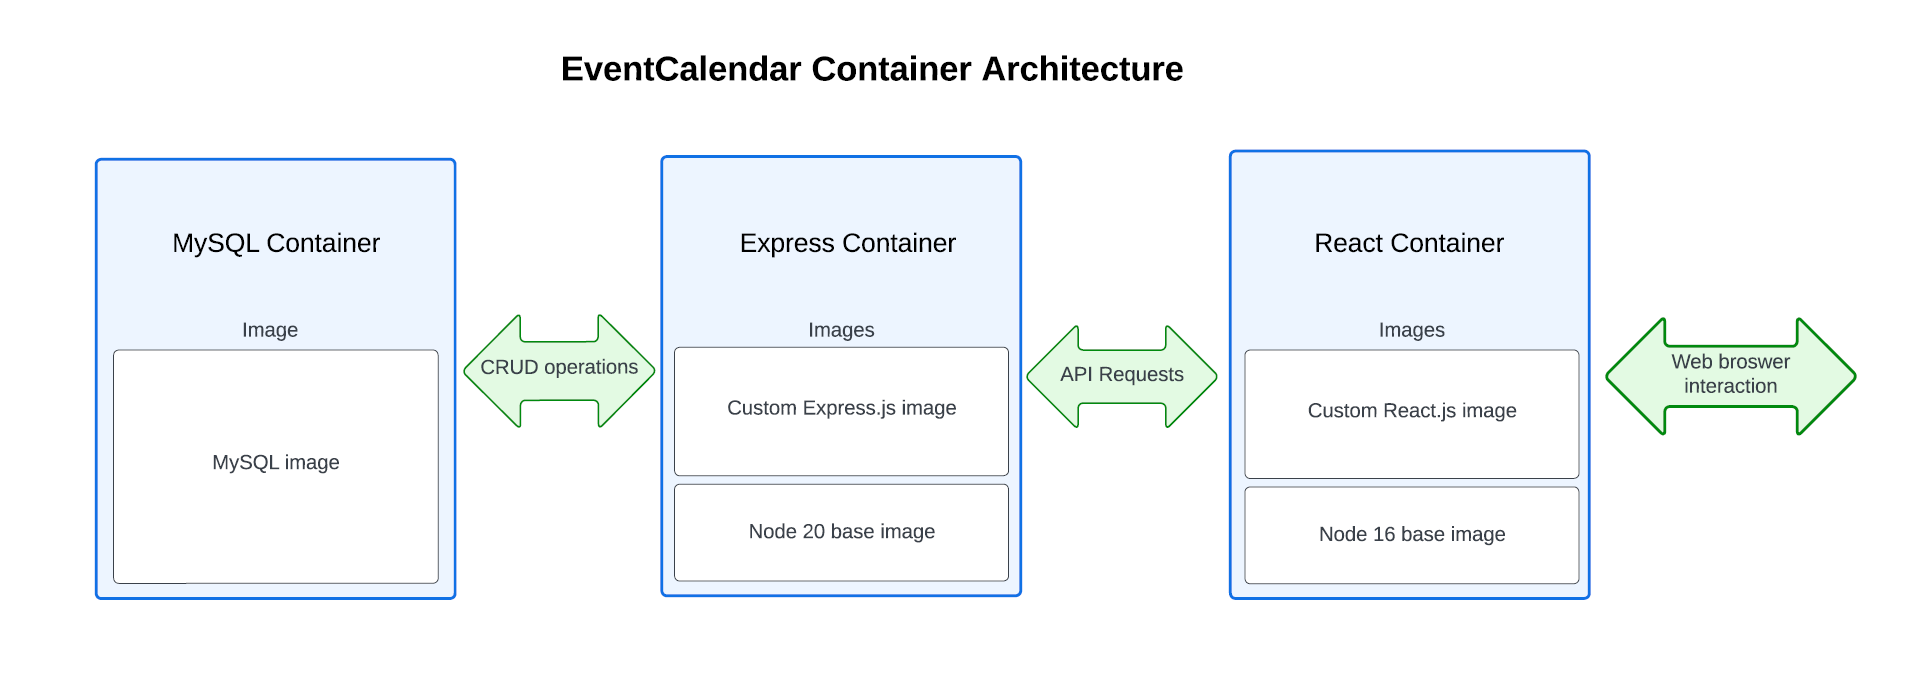 EventCalendar Container Architecture
MySQL Container
Image
MySQL image
CRUD operations
Express Container
Images
Custom Express.js image
Node 20 base image
API Requests
React Container
Images
Custom React.js image
Node 16 base image
Web broswer
interaction